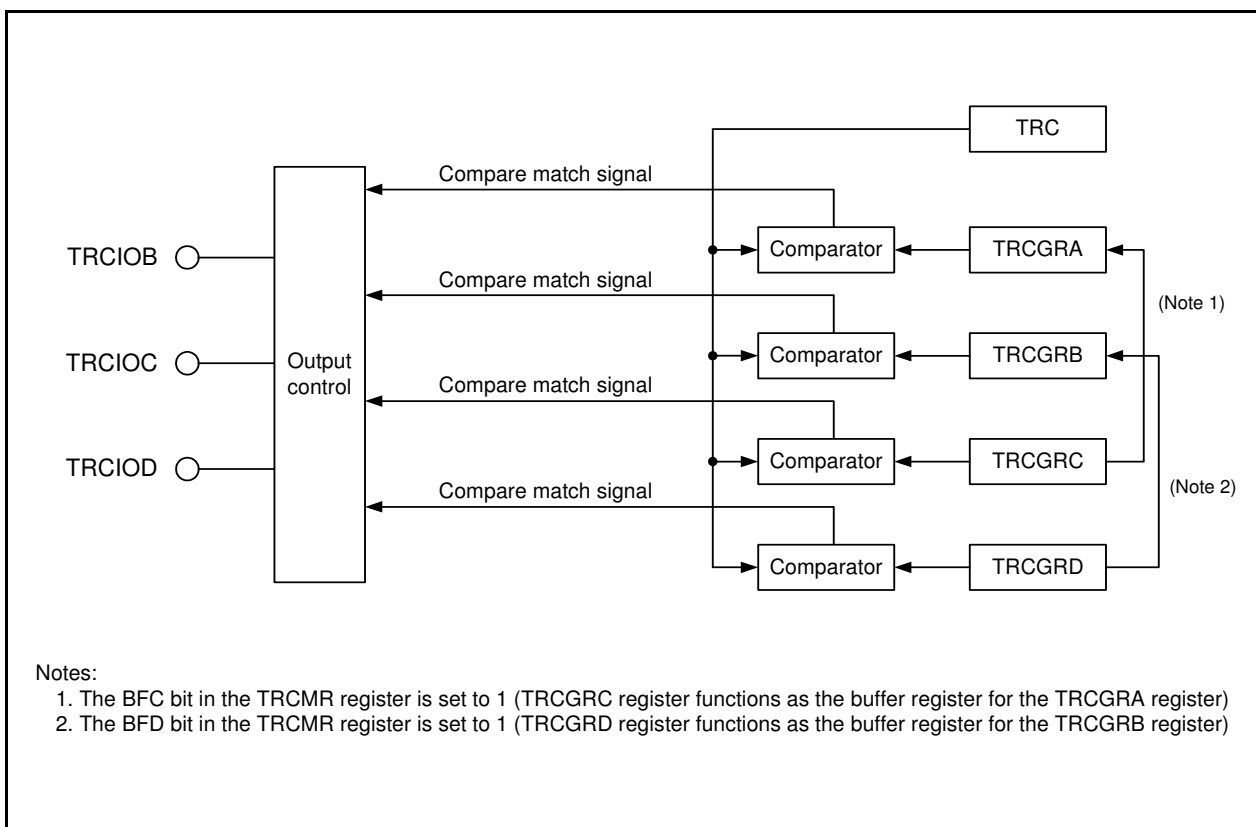 TRC
Compare match signal
TRCIOB
Comparator
TRCGRA
Compare match signal
(Note 1)
TRCIOC
Output
control
Comparator
TRCGRB
Compare match signal
TRCIOD
Comparator
TRCGRC
Compare match signal
(Note 2)
Comparator
TRCGRD
Notes:
1. The BFC bit in the TRCMR register is set to 1 (TRCGRC register functions as the buffer register for the TRCGRA register)
2. The BFD bit in the TRCMR register is set to 1 (TRCGRD register functions as the buffer register for the TRCGRB register)